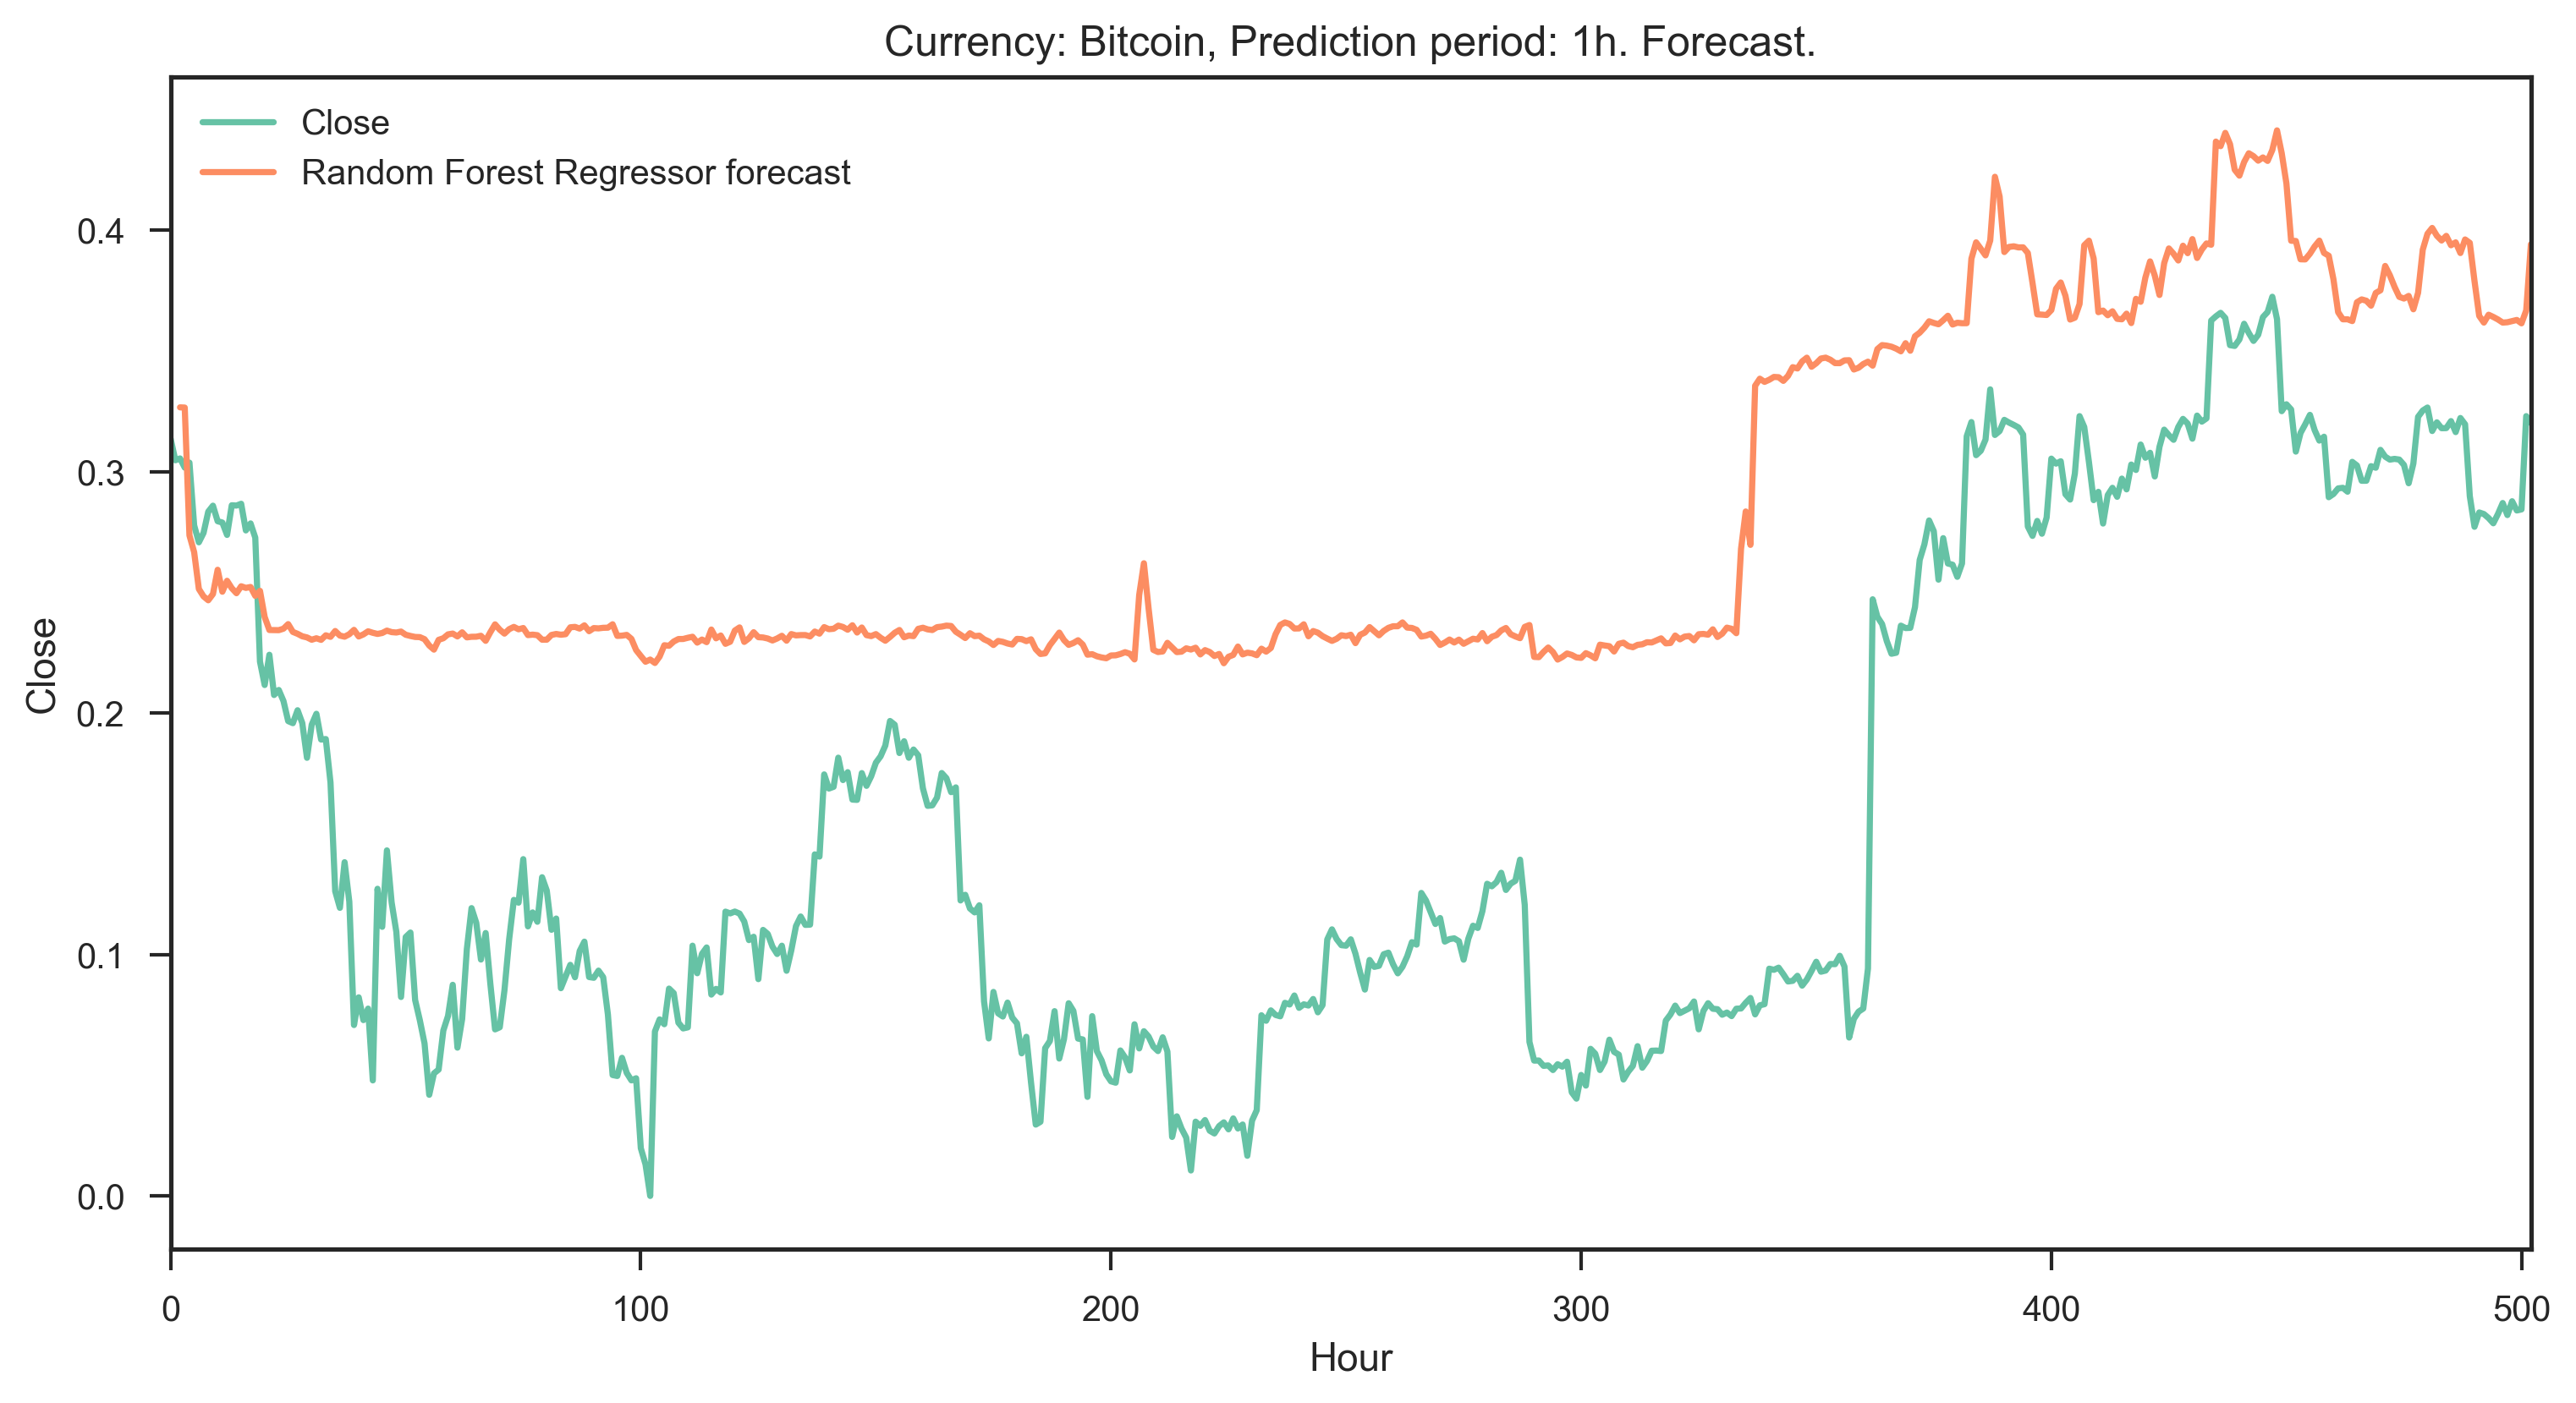 Currency: Bitcoin, Prediction period: 1h. Forecast.
Close
Random Forest Regressor forecast
0.4
0.3
0.2
0.1
0.0
Close
0 100 200 300 400 500
Hour